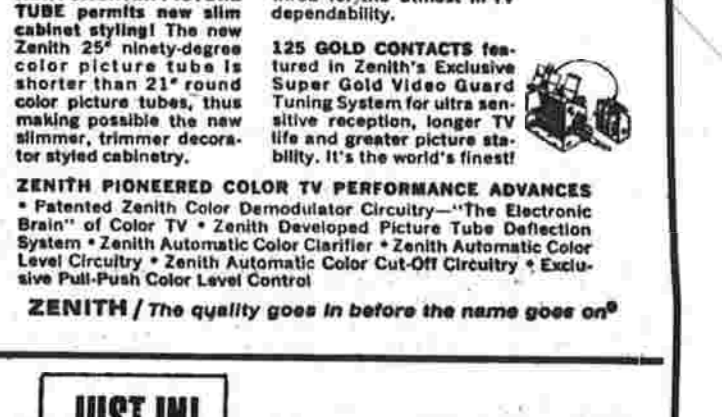 TUBE permits new slim
cabinet styling! The new
Zenith 25" ninety-degree
color picture tube is
shorter than 21" round
color picture tubes, thus
making possible the new
slimmer, trimmer decora-
tor styled cabinetry.
dependability.
125 GOLD CONTACTS fea-
tured in Zenith's Exclusive
Super Gold Video Guard
Tuning System for ultra sen-
sitive reception, longer TV
life and greater picture sta-
bility. It's the world's finest!
ZENITH PIONEERED COLOR TV PERFORMANCE ADVANCES
• Patented Zenith Color Demodulator Circuitry—"The Electronic
Brain" of Color TV • Zenith Developed Picture Tube Deflection
System • Zenith Automatic Color Clarifier • Zenith Automatic Color
Level Circuitry • Zenith Automatic Color Cut-Off Circuitry • Exclu-
sive Pull-Push Color Level Control
ZENITH / The quality goes in before the name goes on®
JUST IN!